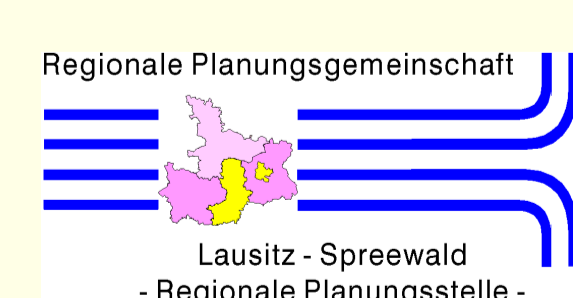 Regionale Planungsgemeinschaft
Lausitz - Spreewald
- Regionale Planungsstelle -